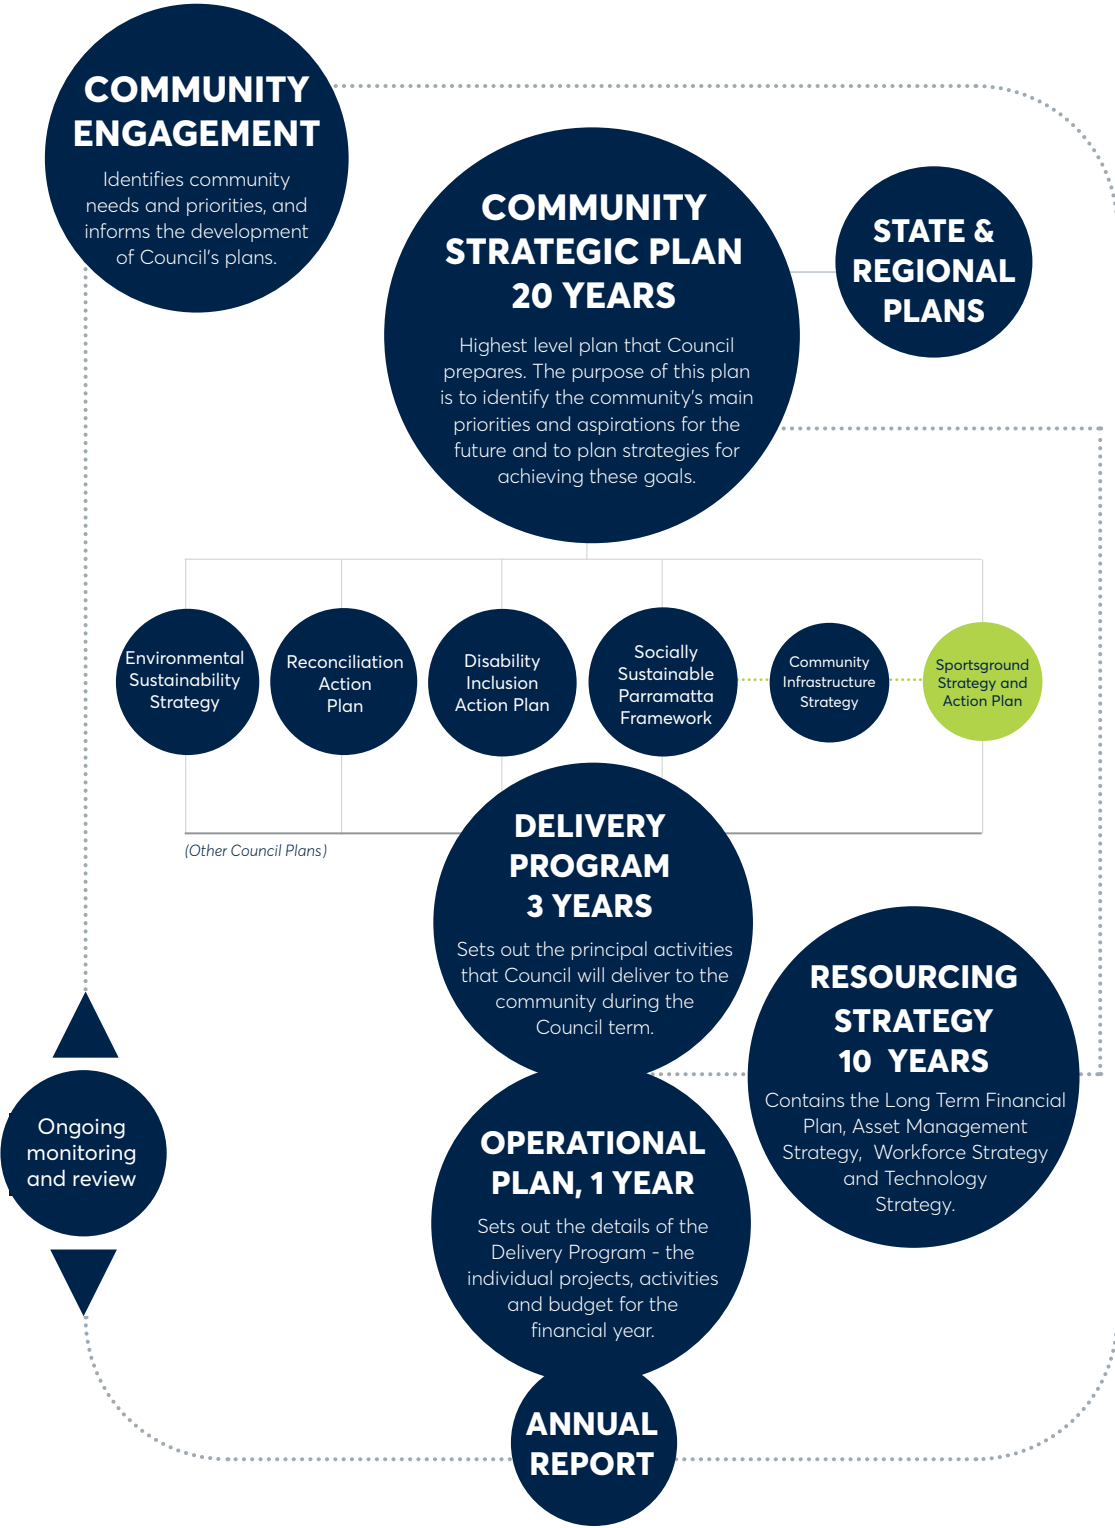 COMMUNITY
ENGAGEMENT
Identifies community
needs and priorities, and
informs the development
of Council's plans.
COMMUNITY
STRATEGIC PLAN
20 YEARS
Highest level plan that Council
prepares. The purpose of this plan
is to identify the community's main
priorities and aspirations for the
future and to plan strategies for
achieving these goals.
STATE &
REGIONAL
PLANS
Environmental
Sustainability
Strategy
Reconciliation
Action
Plan
Disability
Inclusion
Action Plan
Socially
Sustainable
Parramatta
Framework
Community
Infrastructure
Strategy
Sportsground
Strategy and
Action Plan
(Other Council Plans)
DELIVERY
PROGRAM
3 YEARS
Sets out the principal activities
that Council will deliver to the
community during the
Council term.
RESOURCING
STRATEGY
10 YEARS
Contains the Long Term Financial
Plan, Asset Management
Strategy, Workforce Strategy
and Technology
Strategy.
Ongoing
monitoring
and review
OPERATIONAL
PLAN, 1 YEAR
Sets out the details of the
Delivery Program - the
individual projects, activities
and budget for the
financial year.
ANNUAL
REPORT